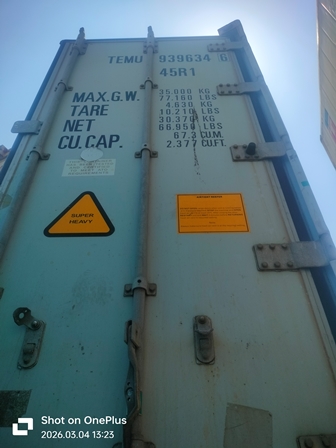 TEMU 939634 6
45R1
MAX.G.W. 35.000 KG
77.160 LBS
TARE 4.630 KG
10.210 LBS
NET 30.370 KG
66.950 LBS
CU.CAP. 67.3 CU.M.
2.377 CU.FT.
SUPER
HEAVY
Shot on OnePlus
2026.03.04 13:23